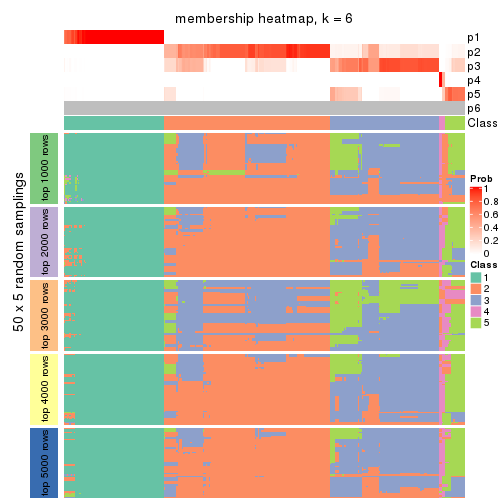 membership heatmap, k = 6
p1
p2
p3
p4
p5
p6
Class
50 x 5 random samplings
top 1000 rows
top 2000 rows
top 3000 rows
top 4000 rows
top 5000 rows
Prob
1
0.8
0.6
0.4
0.2
0
Class
1
2
3
4
5